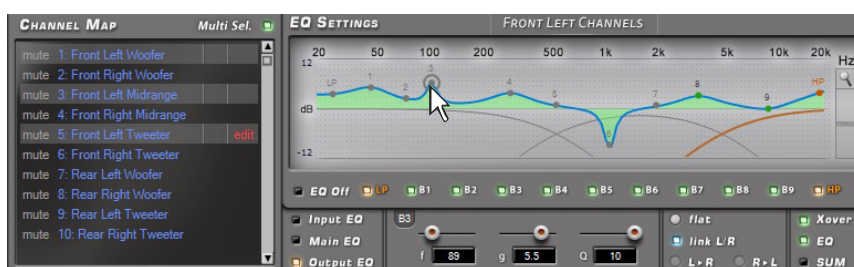 CHANNEL MAP Multi Sel.
mute 1: Front Left Woofer
mute 2: Front Right Woofer
mute 3: Front Left Midrange
mute 4: Front Right Midrange
mute 5: Front Left Tweeter edit
mute 6: Front Right Tweeter
mute 7: Rear Left Woofer
mute 8: Rear Right Woofer
mute 9: Rear Left Tweeter
mute 10: Rear Right Tweeter
EQ SETTINGS FRONT LEFT CHANNELS
20 50 100 200 500 1k 2k 5k 10k 20k Hz
12
dB
-12
LP 1 2 3 4 5 6 7 8 9 HP
EQ Off LP B1 B2 B3 B4 B5 B6 B7 B8 B9 HP
Input EQ
Main EQ
Output EQ
B3
f 89 g 5.5 Q 10
flat
link L/R
L▸R R▸L
Xover
EQ
SUM